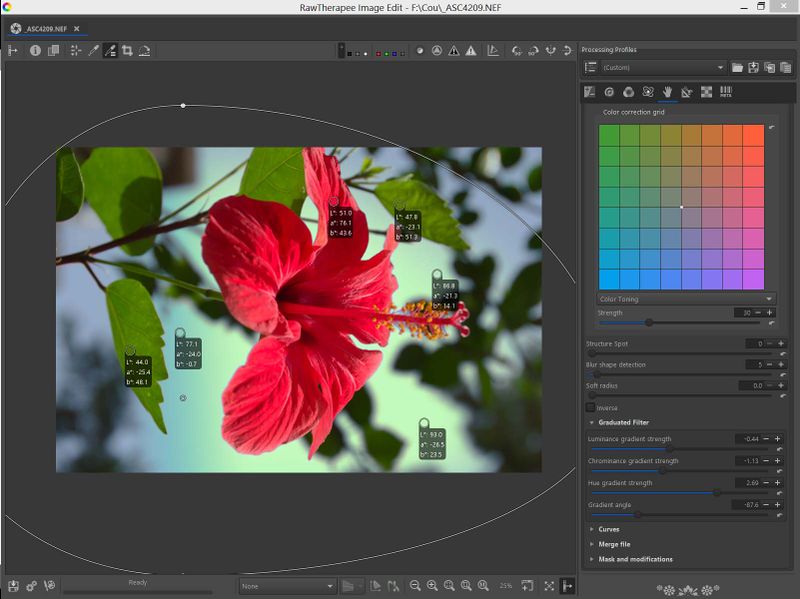 RawTherapee Image Edit - F:\Cou\_ASC4209.NEF
_ASC4209.NEF
Processing Profiles
(Custom)
META
Color correction grid
L*: 51.0
a*: 76.1
b*: 43.6
L*: 47.8
a*: -23.1
b*: 51.3
L*: 86.8
a*: -21.3
b*: 14.1
L*: 77.1
a*: -24.0
b*: -0.7
L*: 44.0
a*: -25.4
b*: 48.1
L*: 93.0
a*: -26.5
b*: 23.5
Color Toning
Strength 30
Structure Spot 0
Blur shape detection 5
Soft radius 0.0
Inverse
Graduated Filter
Luminance gradient strength -0.44
Chrominance gradient strength -1.13
Hue gradient strength 2.69
Gradient angle -87.6
Curves
Merge file
Mask and modifications
Ready
None
25%